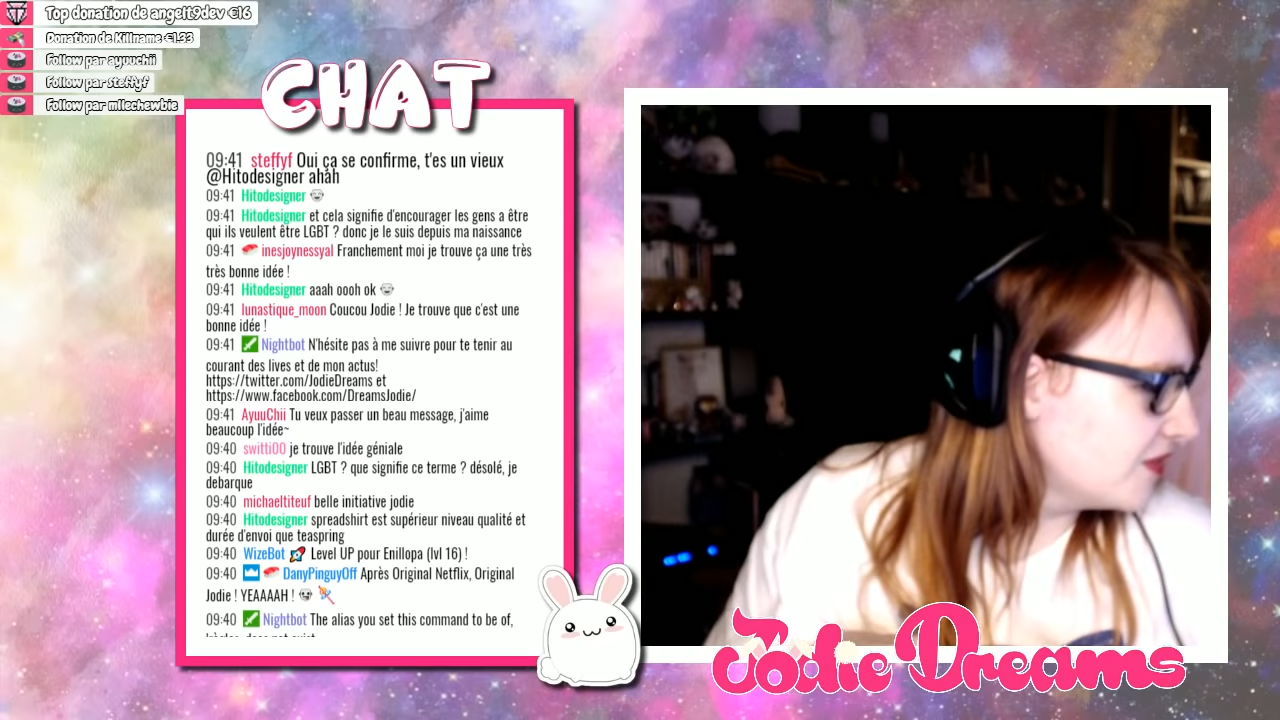 Top donation de angell9dev €16
Donation de Killname €1.33
Follow par ayuuchii
Follow par steffyf
Follow par mllechewbie
CHAT
09:41 steffyf Oui ça se confirme, t'es un vieux
@Hitodesigner ahah
09:41 Hitodesigner
09:41 Hitodesigner et cela signifie d'encourager les gens a être
qui ils veulent être LGBT ? donc je le suis depuis ma naissance
09:41 inesjoynessyal Franchement moi je trouve ça une très
très bonne idée !
09:41 Hitodesigner aaah oooh ok
09:41 lunastique_moon Coucou Jodie ! Je trouve que c'est une
bonne idée !
09:41 Nightbot N'hésite pas à me suivre pour te tenir au
courant des lives et de mon actus!
https://twitter.com/JodieDreams et
https://www.facebook.com/DreamsJodie/
09:41 AyuuChii Tu veux passer un beau message, j'aime
beaucoup l'idée~
09:40 switti00 je trouve l'idée géniale
09:40 Hitodesigner LGBT ? que signifie ce terme ? désolé, je
debarque
09:40 michaeltiteuf belle initiative jodie
09:40 Hitodesigner spreadshirt est supérieur niveau qualité et
durée d'envoi que teaspring
09:40 WizeBot Level UP pour Enillopa (lvl 16) !
09:40 DanyPinguyOff Après Original Netflix, Original
Jodie ! YEAAAAH !
09:40 Nightbot The alias you set this command to be of,
Jodie Dreams